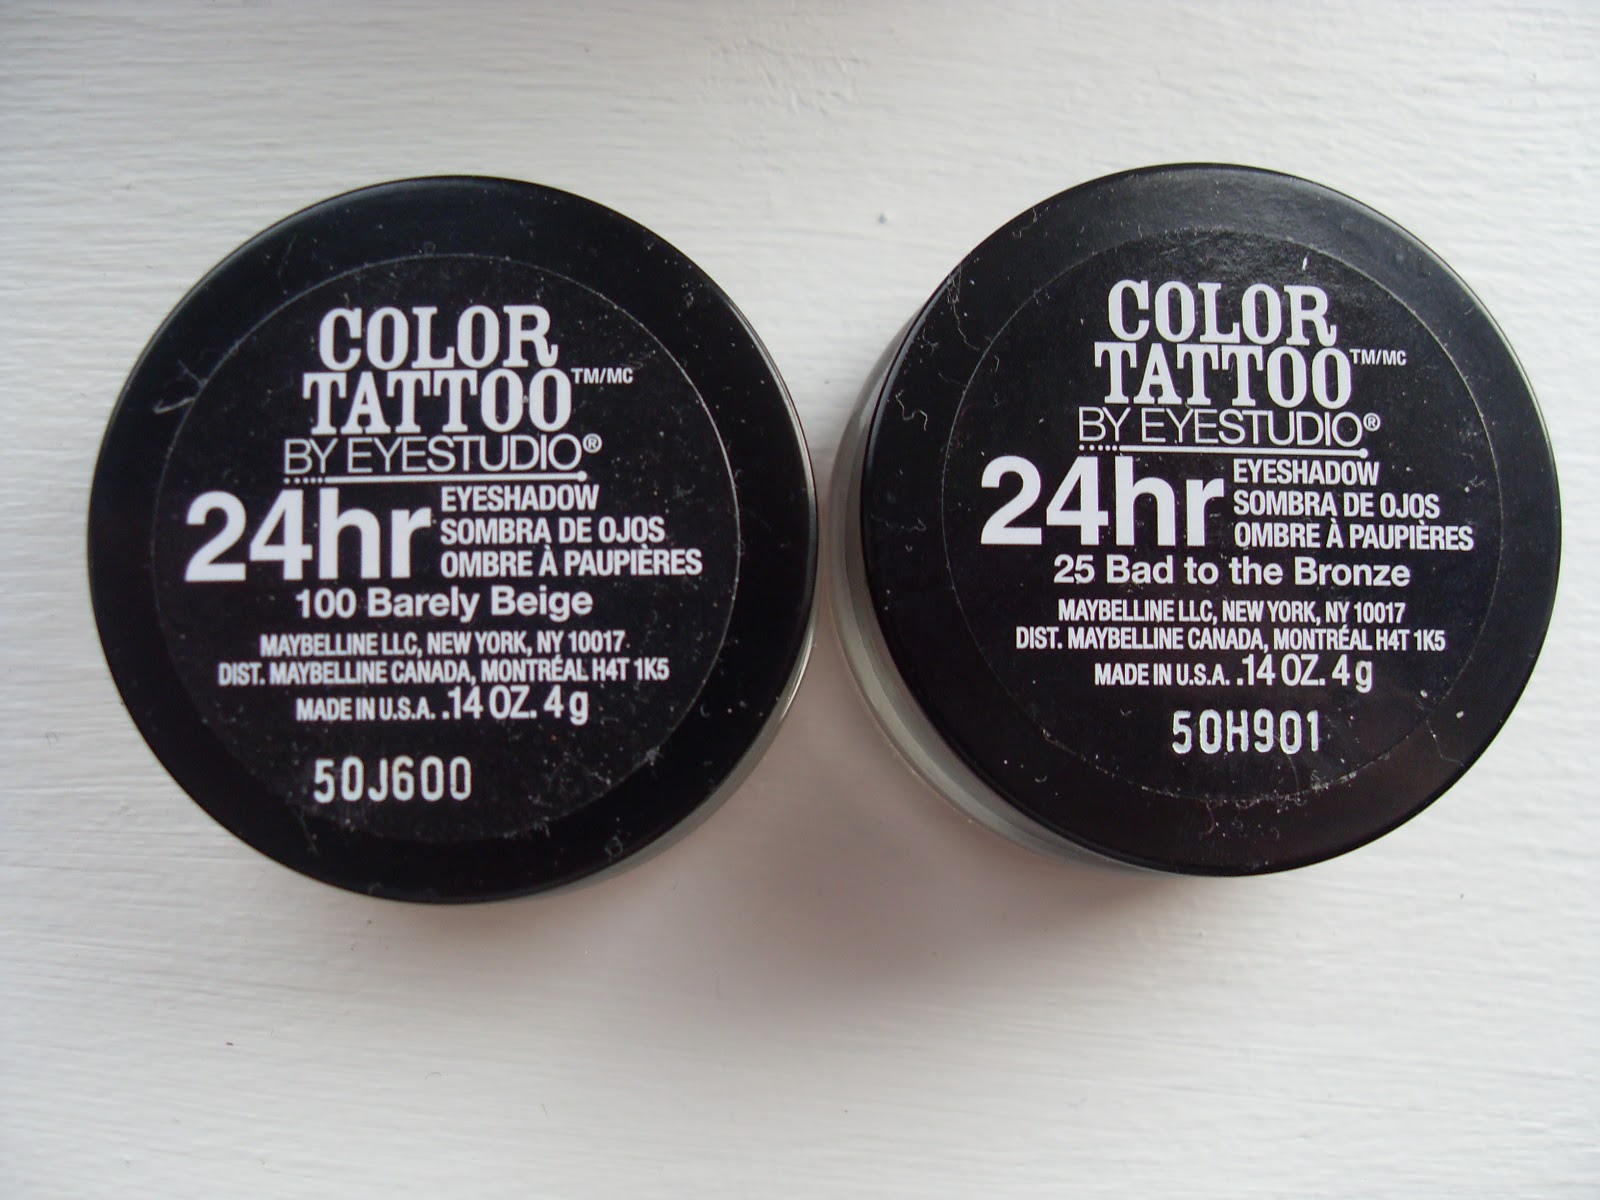 COLOR
TATTOO™/MC
BY EYESTUDIO®
24hr
EYESHADOW
SOMBRA DE OJOS
OMBRE À PAUPIÈRES
100 Barely Beige
MAYBELLINE LLC, NEW YORK, NY 10017
DIST. MAYBELLINE CANADA, MONTRÉAL H4T 1K5
MADE IN U.S.A. .14 OZ. 4 g
50J600
COLOR
TATTOO™/MC
BY EYESTUDIO®
24hr
EYESHADOW
SOMBRA DE OJOS
OMBRE À PAUPIÈRES
25 Bad to the Bronze
MAYBELLINE LLC, NEW YORK, NY 10017
DIST. MAYBELLINE CANADA, MONTRÉAL H4T 1K5
MADE IN U.S.A. .14 OZ. 4 g
50H901